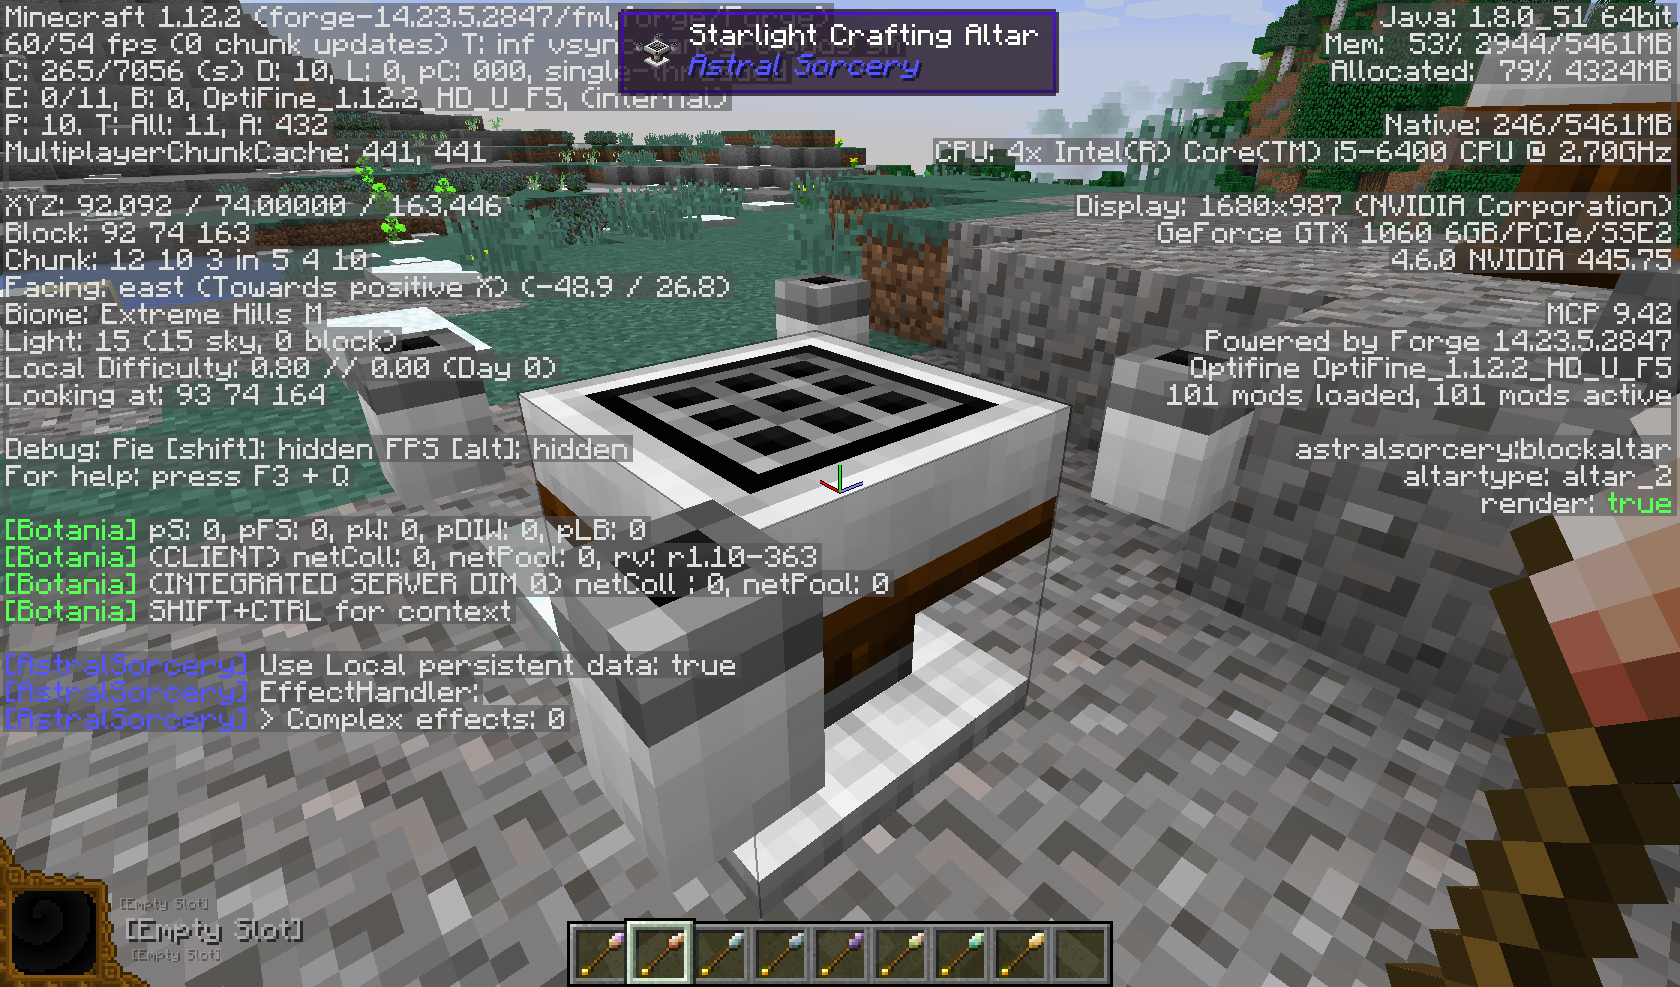 Minecraft 1.12.2 (forge-14.23.5.2847/fml,forge/Forge)
60/54 fps (0 chunk updates) T: inf vsync
C: 265/7056 (s) D: 10, L: 0, pC: 000, single-threaded
E: 0/11, B: 0, OptiFine_1.12.2_HD_U_F5, (internal)
P: 10. T: All: 11, A: 432
MultiplayerChunkCache: 441, 441
XYZ: 92.092 / 74.00000 / 163.446
Block: 92 74 163
Chunk: 12 10 3 in 5 4 10
Facing: east (Towards positive X) (-48.9 / 26.8)
Biome: Extreme Hills M
Light: 15 (15 sky, 0 block)
Local Difficulty: 0.80 // 0.00 (Day 0)
Looking at: 93 74 164
Debug: Pie [shift]: hidden FPS [alt]: hidden
For help: press F3 + Q
[Botania] pS: 0, pFS: 0, pW: 0, pDIW: 0, pLB: 0
[Botania] (CLIENT) netColl: 0, netPool: 0, rv: r1.10-363
[Botania] (INTEGRATED SERVER DIM 0) netColl : 0, netPool: 0
[Botania] SHIFT+CTRL for context
[AstralSorcery] Use Local persistent data: true
[AstralSorcery] EffectHandler:
[AstralSorcery] > Complex effects: 0
Starlight Crafting Altar
Astral Sorcery
Java: 1.8.0_51 64bit
Mem: 53% 2944/5461MB
Allocated: 79% 4324MB
Native: 246/5461MB
CPU: 4x Intel(R) Core(TM) i5-6400 CPU @ 2.70GHz
Display: 1680x987 (NVIDIA Corporation)
GeForce GTX 1060 6GB/PCIe/SSE2
4.6.0 NVIDIA 445.75
MCP 9.42
Powered by Forge 14.23.5.2847
Optifine OptiFine_1.12.2_HD_U_F5
101 mods loaded, 101 mods active
astralsorcery:blockaltar
altartype: altar_2
render: true
[Empty Slot]
[Empty Slot]
[Empty Slot]